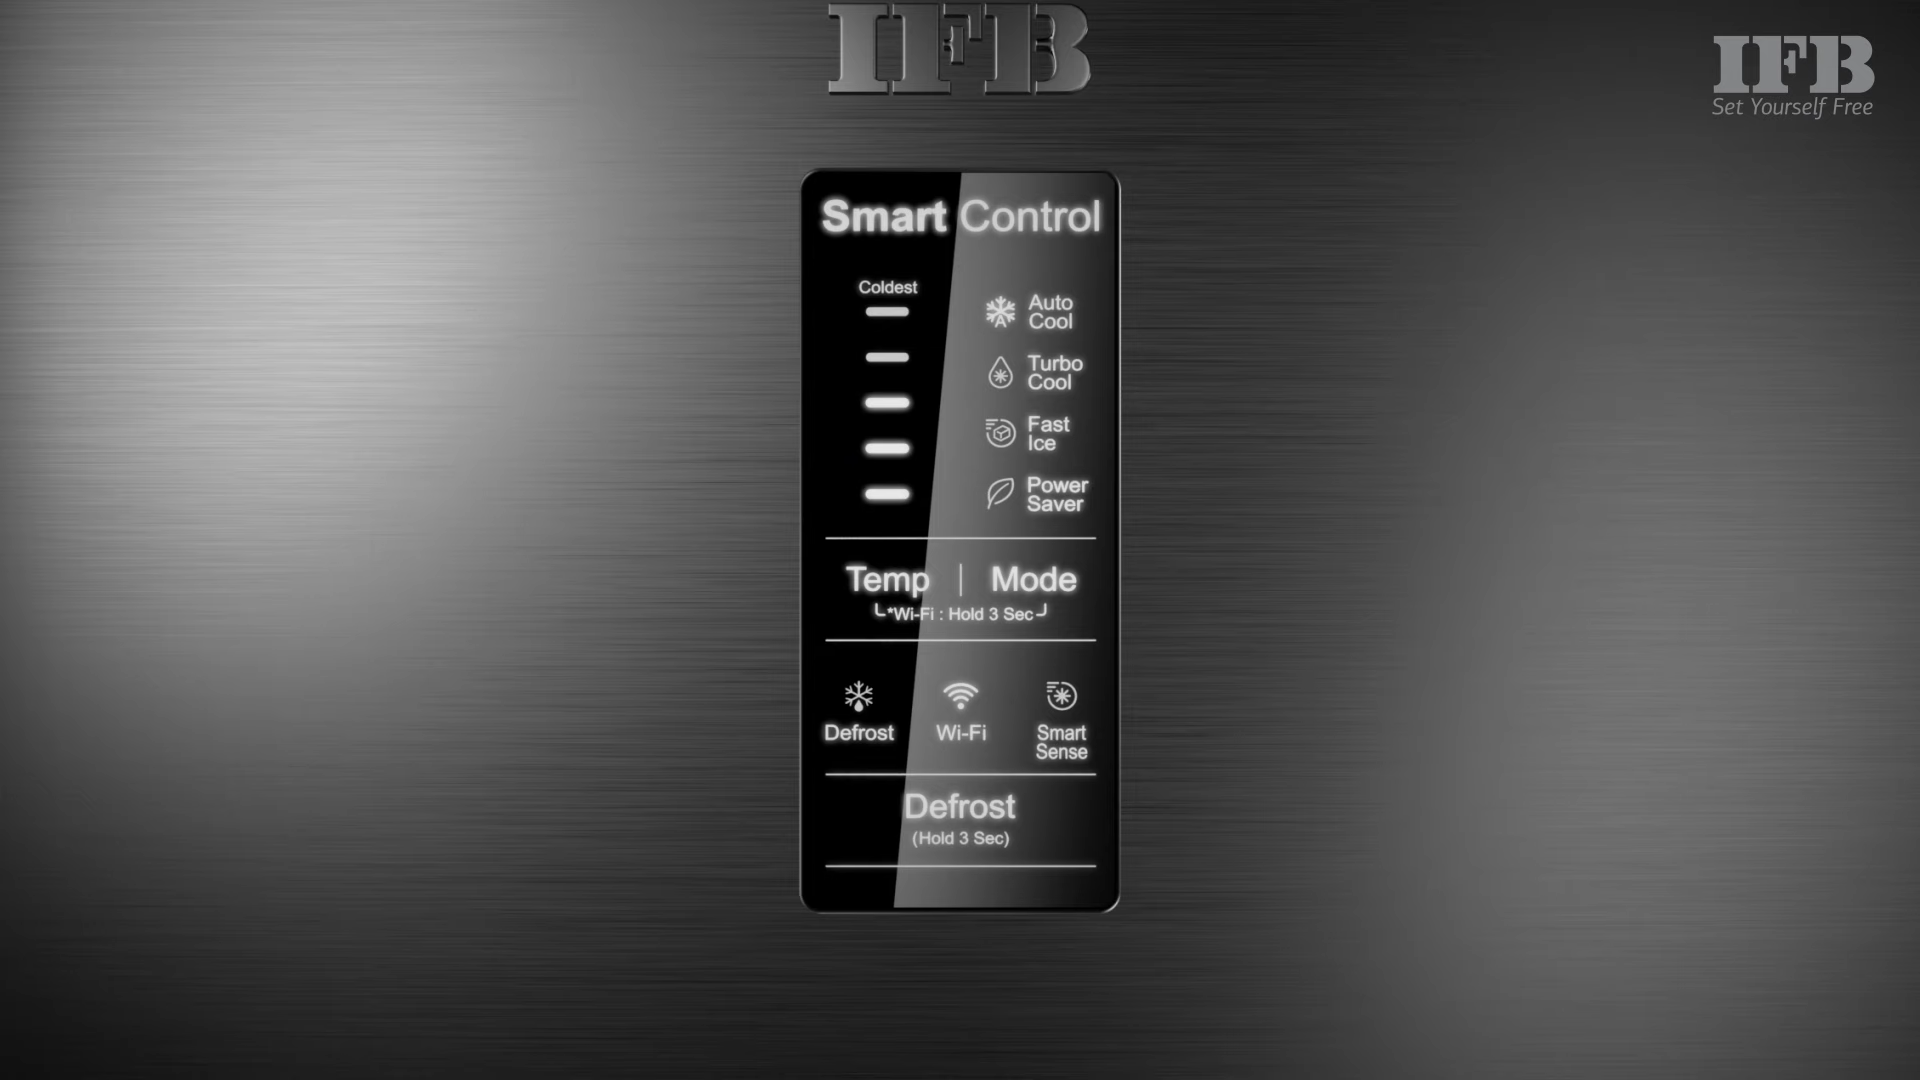 IFB
IFB
Set Yourself Free
Smart Control
Coldest
Auto
Cool
Turbo
Cool
Fast
Ice
Power
Saver
Temp | Mode
*Wi-Fi : Hold 3 Sec
Defrost
Wi-Fi
Smart
Sense
Defrost
(Hold 3 Sec)